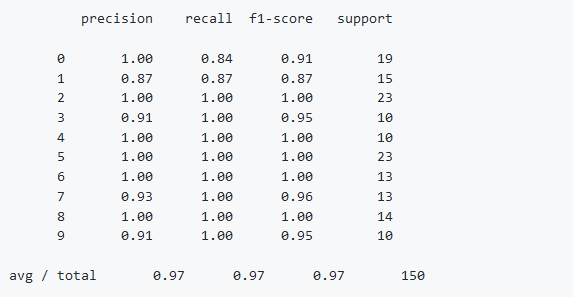 precision recall f1-score support
0 1.00 0.84 0.91 19
1 0.87 0.87 0.87 15
2 1.00 1.00 1.00 23
3 0.91 1.00 0.95 10
4 1.00 1.00 1.00 10
5 1.00 1.00 1.00 23
6 1.00 1.00 1.00 13
7 0.93 1.00 0.96 13
8 1.00 1.00 1.00 14
9 0.91 1.00 0.95 10
avg / total 0.97 0.97 0.97 150